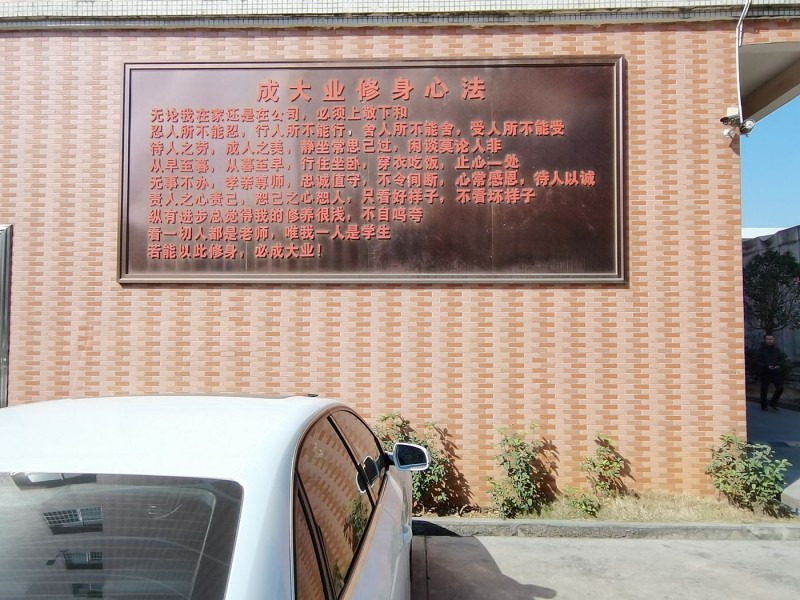 成大业修身心法
无论我在家还是在公司，必须上敬下和
忍人所不能忍，行人所不能行，舍人所不能舍，受人所不能受
待人之劳，成人之美，静坐常思己过，闲谈莫论人非
从早至暮，从暮至早，行住坐卧，穿衣吃饭，止心一处
无事不办，孝亲尊师，忠诚值守，不令间断，心常感恩，待人以诚
责人之心责己，恕己之心恕人，只看好样子，不看坏样子
纵有进步总觉得我的修养很浅，不自鸣夸
看一切人都是老师，唯我一人是学生
若能以此修身，必成大业！